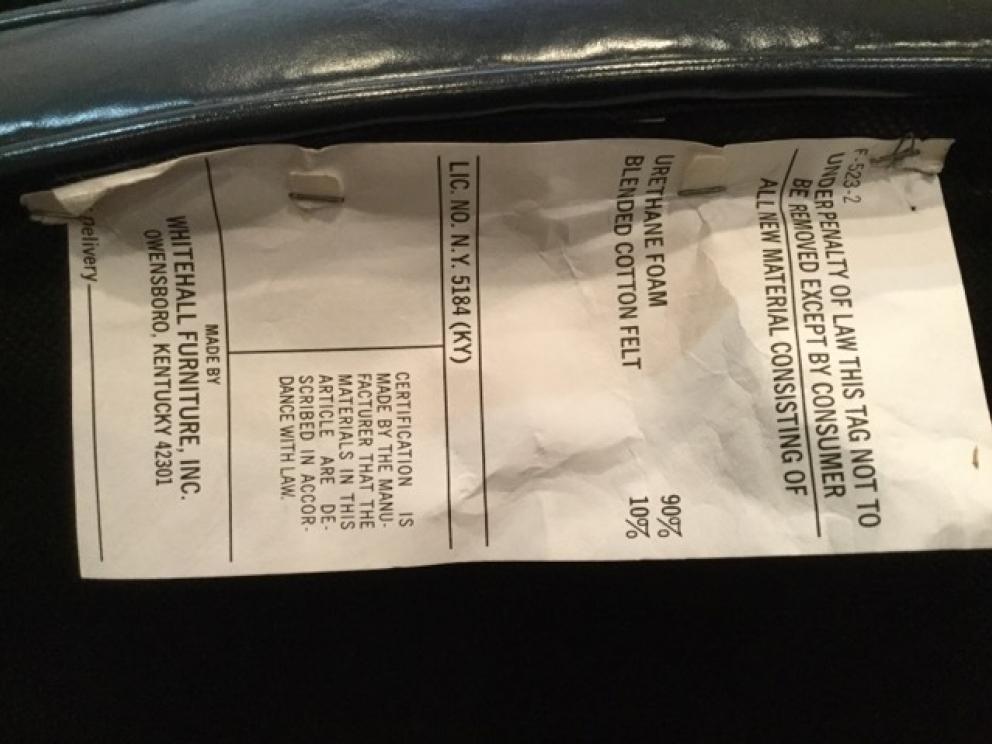 F-523-2
UNDER PENALTY OF LAW THIS TAG NOT TO
BE REMOVED EXCEPT BY CONSUMER
ALL NEW MATERIAL CONSISTING OF
URETHANE FOAM 90%
BLENDED COTTON FELT 10%
LIC. NO. N.Y. 5184 (KY)
CERTIFICATION IS
MADE BY THE MANU-
FACTURER THAT THE
MATERIALS IN THIS
ARTICLE ARE DE-
SCRIBED IN ACCOR-
DANCE WITH LAW.
MADE BY
WHITEHALL FURNITURE, INC.
OWENSBORO, KENTUCKY 42301
Delivery